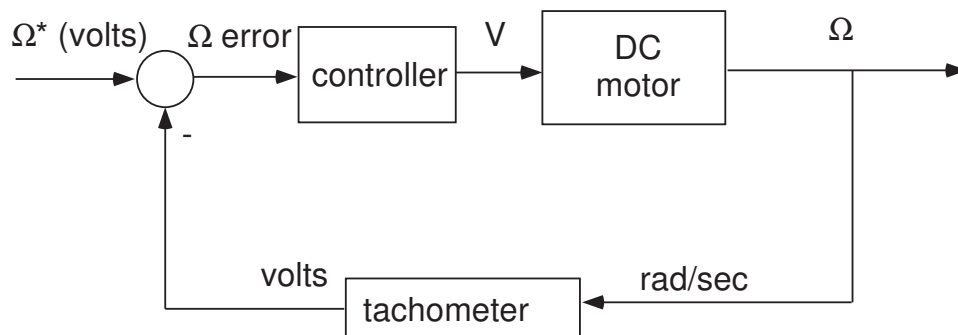 Ω* (volts)
Ω error
controller
V
DC
motor
Ω
-
volts
tachometer
rad/sec